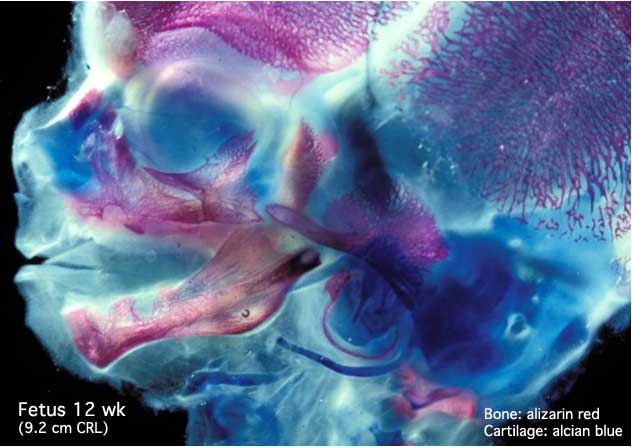 Fetus 12 wk
(9.2 cm CRL)
Bone: alizarin red
Cartilage: alcian blue